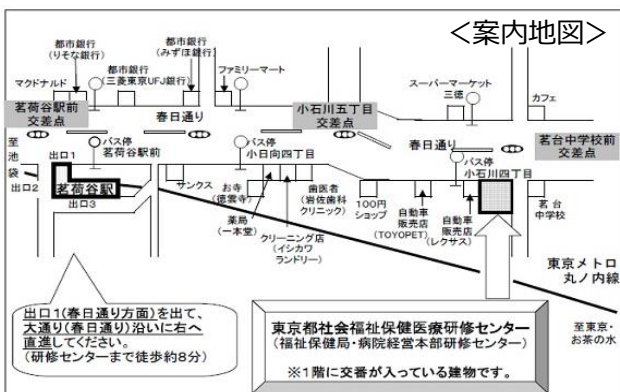 ＜案内地図＞
都市銀行
（りそな銀行）
都市銀行
（みずほ銀行）
マクドナルド
都市銀行
（三菱東京UFJ銀行）
ファミリーマート
スーパーマーケット
三徳
カフェ
茗荷谷駅前
交差点
春日通り
小石川五丁目
交差点
春日通り
茗台中学校前
交差点
至池袋
出口1
バス停
茗荷谷駅前
バス停
小日向四丁目
バス停
小石川四丁目
出口2
茗荷谷駅
出口3
サンクス
お寺
（徳雲寺）
薬局
（一本堂）
クリーニング店
（イシカワ
ランドリー）
歯医者
（岩佐歯科
クリニック）
100円
ショップ
自動車
販売店
（TOYOPET）
自動車
販売店
（レクサス）
茗台
中学校
東京メトロ
丸ノ内線
至東京・
お茶の水
出口1（春日通り方面）を出て、
大通り（春日通り）沿いに右へ
直進してください。
（研修センターまで徒歩約8分）
東京都社会福祉保健医療研修センター
（福祉保健局・病院経営本部研修センター）
※1階に交番が入っている建物です。